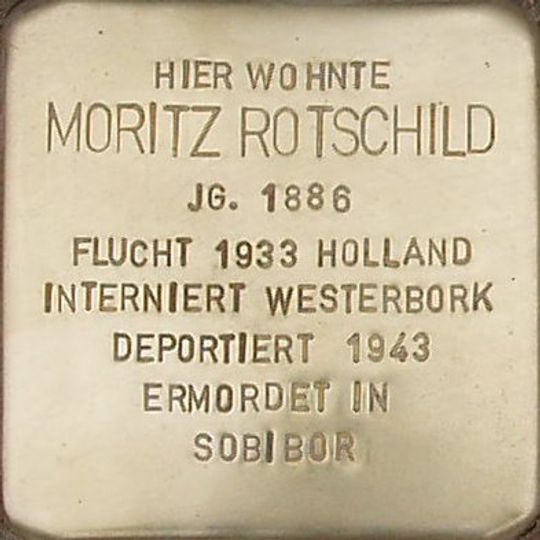 HIER WOHNTE
MORITZ ROTSCHILD
JG. 1886
FLUCHT 1933 HOLLAND
INTERNIERT WESTERBORK
DEPORTIERT 1943
ERMORDET IN
SOBIBOR